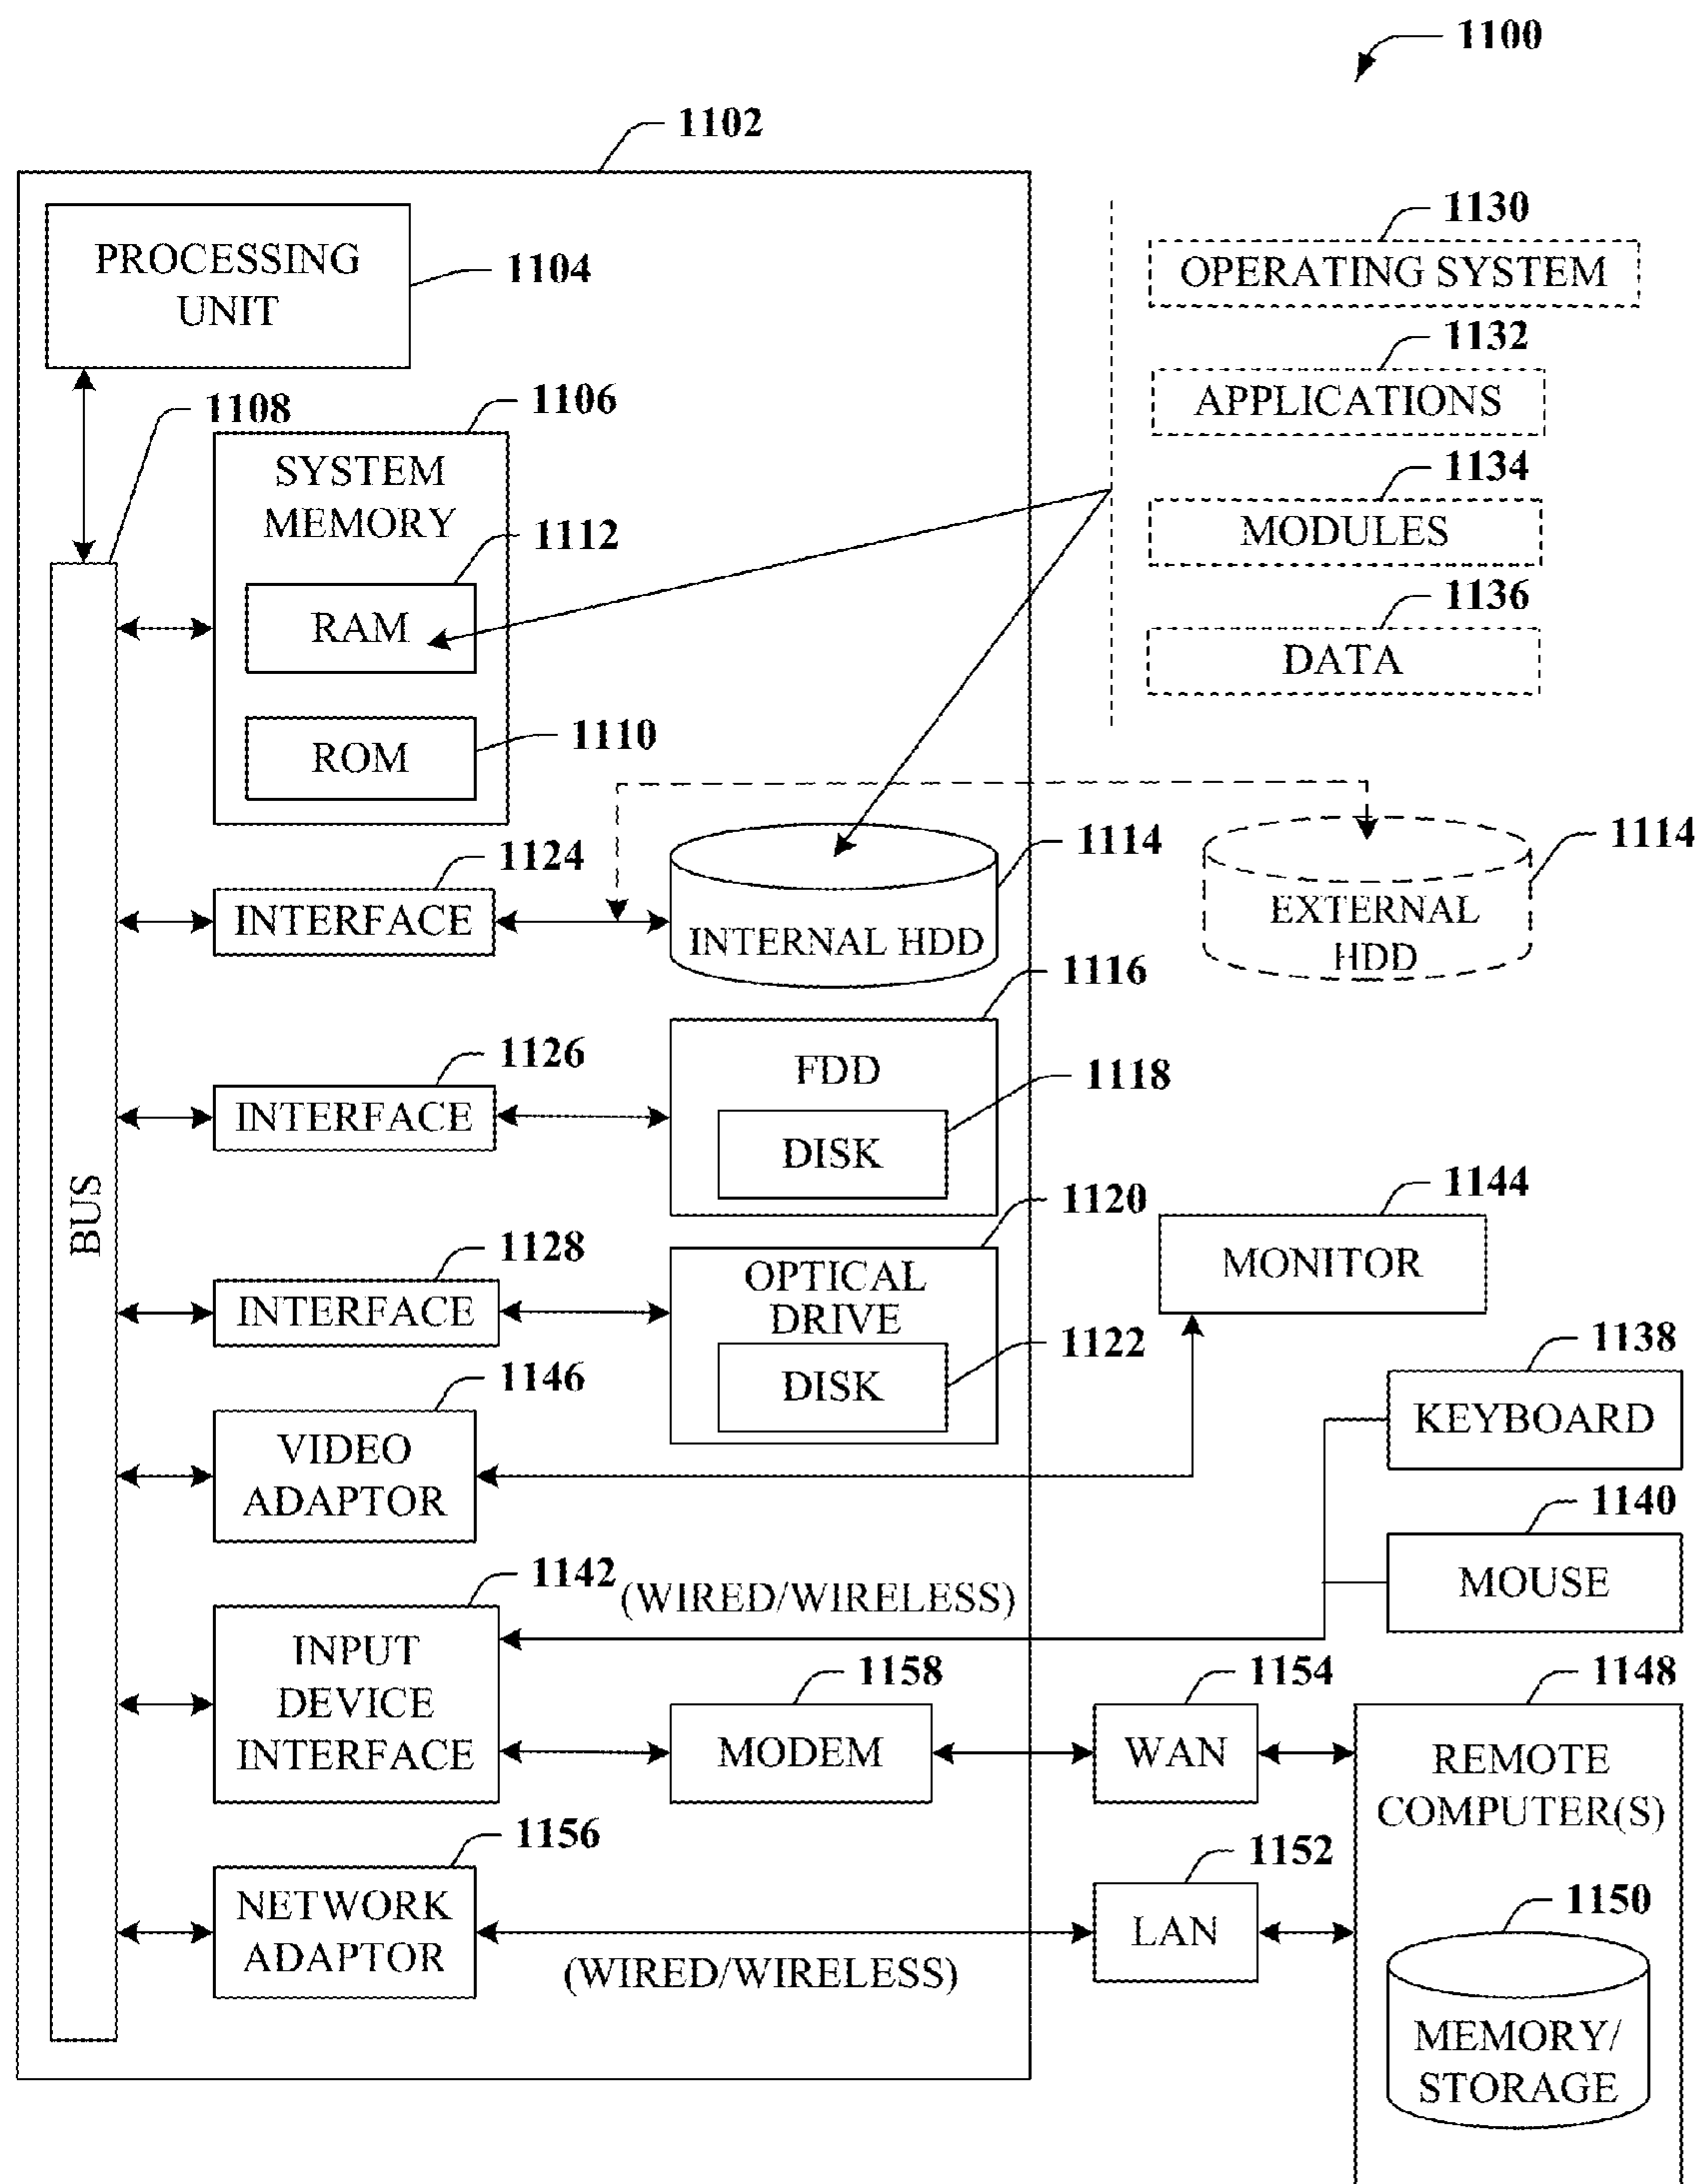 1100
1102
PROCESSING
UNIT
1104
1130
OPERATING SYSTEM
1132
APPLICATIONS
1134
MODULES
1136
DATA
1108
1106
SYSTEM
MEMORY
1112
RAM
1110
ROM
BUS
1124
INTERFACE
1114
INTERNAL HDD
1114
EXTERNAL
HDD
1126
INTERFACE
1116
FDD
1118
DISK
1128
INTERFACE
1120
OPTICAL
DRIVE
1122
DISK
1144
MONITOR
1146
VIDEO
ADAPTOR
1138
KEYBOARD
1140
MOUSE
1142
(WIRED/WIRELESS)
INPUT
DEVICE
INTERFACE
1158
MODEM
1154
WAN
1148
REMOTE
COMPUTER(S)
1156
NETWORK
ADAPTOR
(WIRED/WIRELESS)
1152
LAN
1150
MEMORY/
STORAGE